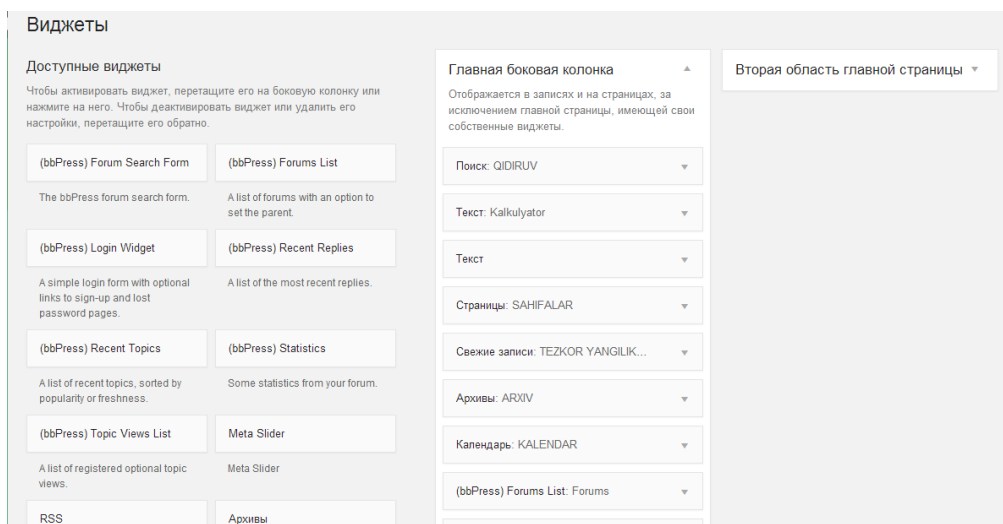 Виджеты
Доступные виджеты
Чтобы активировать виджет, перетащите его на боковую колонку или
нажмите на него. Чтобы деактивировать виджет или удалить его
настройки, перетащите его обратно.
(bbPress) Forum Search Form
The bbPress forum search form.
(bbPress) Forums List
A list of forums with an option to
set the parent.
(bbPress) Login Widget
A simple login form with optional
links to sign-up and lost
password pages.
(bbPress) Recent Replies
A list of the most recent replies.
(bbPress) Recent Topics
A list of recent topics, sorted by
popularity or freshness.
(bbPress) Statistics
Some statistics from your forum.
(bbPress) Topic Views List
A list of registered optional topic
views.
Meta Slider
Meta Slider
RSS
Архивы
Главная боковая колонка
Отображается в записях и на страницах, за
исключением главной страницы, имеющей свои
собственные виджеты.
Поиск: QIDIRUV
Текст: Kalkulyator
Текст
Страницы: SAHIFALAR
Свежие записи: TEZKOR YANGILIK...
Архивы: ARXIV
Календарь: KALENDAR
(bbPress) Forums List: Forums
Вторая область главной страницы